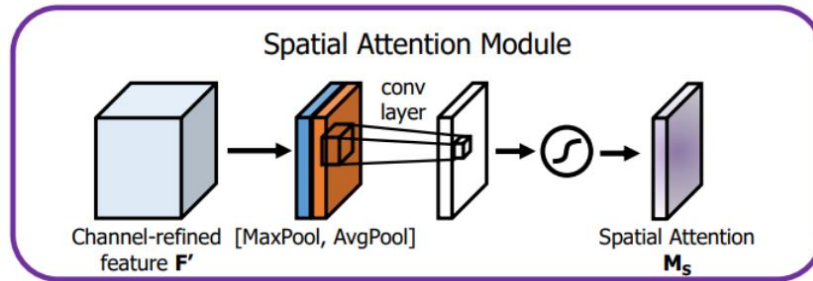 Spatial Attention Module
conv
layer
Channel-refined
feature F'
[MaxPool, AvgPool]
Spatial Attention
Ms